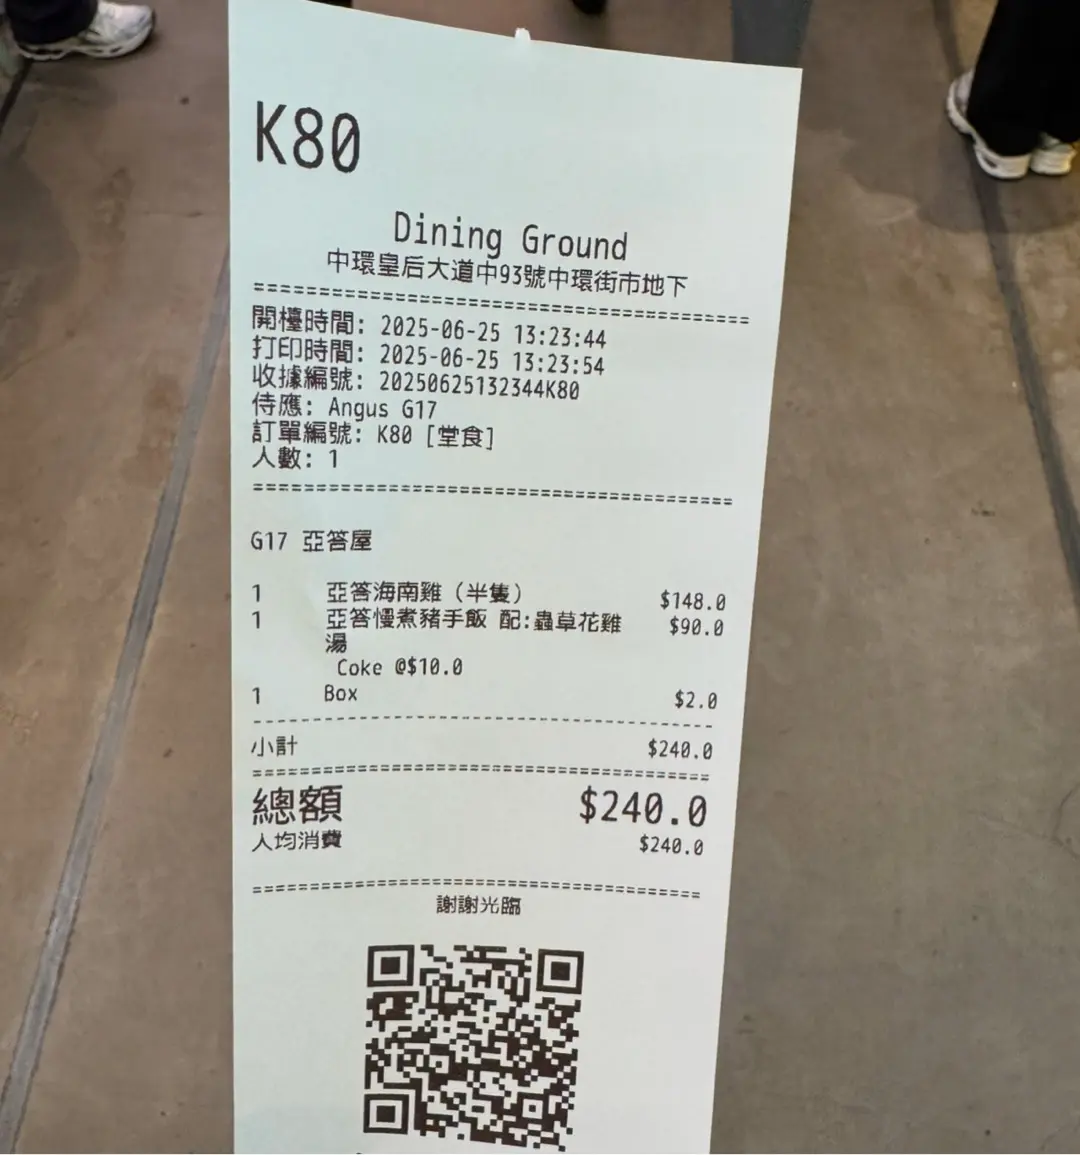 K80
Dining Ground
中環皇后大道中93號中環街市地下
========================================
開檯時間: 2025-06-25 13:23:44
打印時間: 2025-06-25 13:23:54
收據編號: 20250625132344K80
侍應: Angus G17
訂單編號: K80 [堂食]
人數: 1
========================================
G17 亞答屋
1 亞答海南雞（半隻） $148.0
1 亞答慢煮豬手飯 配:蟲草花雞 $90.0
湯
Coke @$10.0
1 Box $2.0
----------------------------------------
小計 $240.0
========================================
總額 $240.0
人均消費 $240.0
========================================
謝謝光臨